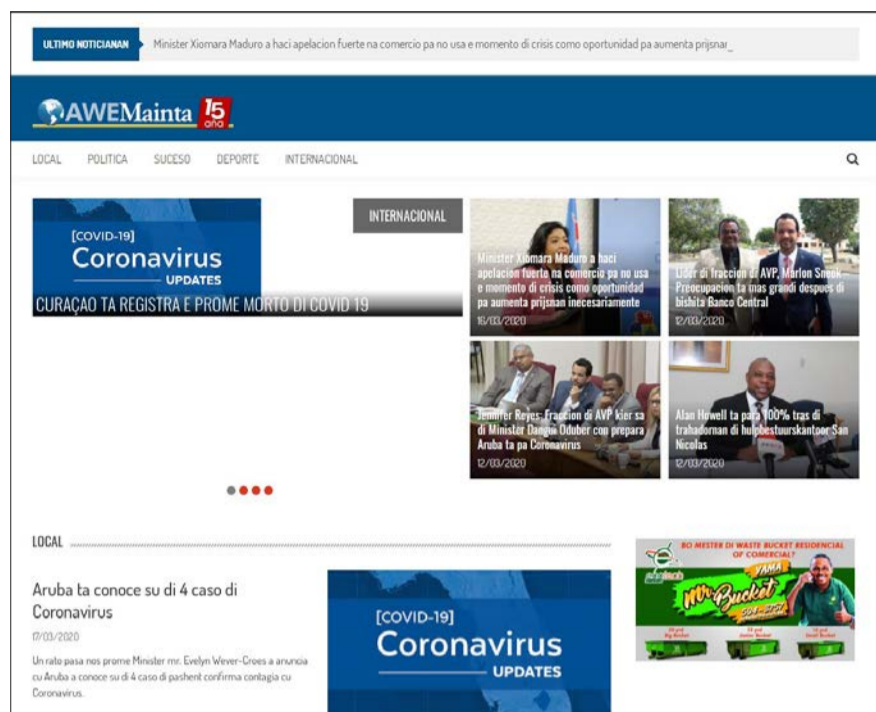 ULTIMO NOTICIANAN
Minister Xiomara Maduro a haci apelacion fuerte na comercio pa no usa e momento di crisis como oportunidad pa aumenta prijsnar_
AWEMainta 15
ana
LOCAL POLITICA SUCESO DEPORTE INTERNACIONAL
INTERNACIONAL
[COVID-19]
Coronavirus
UPDATES
CURAÇAO TA REGISTRA E PROME MORTO DI COVID 19
Minister Xiomara Maduro a haci
apelacion fuerte na comercio pa no usa
e momento di crisis como oportunidad
pa aumenta prijsnan inecesariamente
16/03/2020
Lider di fraccion di AVP, Marlon Sneek
Preocupacion ta mas grandi despues di
bishita Banco Central
12/03/2020
Jennifer Reyes: Fraccion di AVP kier sa
di Minister Dangui Oduber con prepara
Aruba ta pa Coronavirus
12/03/2020
Alan Howell ta para 100% tras di
trahadornan di hulpbestuurskantoor San
Nicolas
12/03/2020
LOCAL
Aruba ta conoce su di 4 caso di
Coronavirus
17/03/2020
Un rato pasa nos prome Minister mr. Evelyn Wever-Croes a anuncia
cu Aruba a conoce su di 4 caso di pashent confirma contagia cu
Coronavirus.
[COVID-19]
Coronavirus
UPDATES
BO MESTER DI WASTE BUCKET RESIDENCIAL
OF COMERCIAL?
YAMA
Mr. Bucket
ecotech
Big Bucket
Junior Bucket
Small Bucket